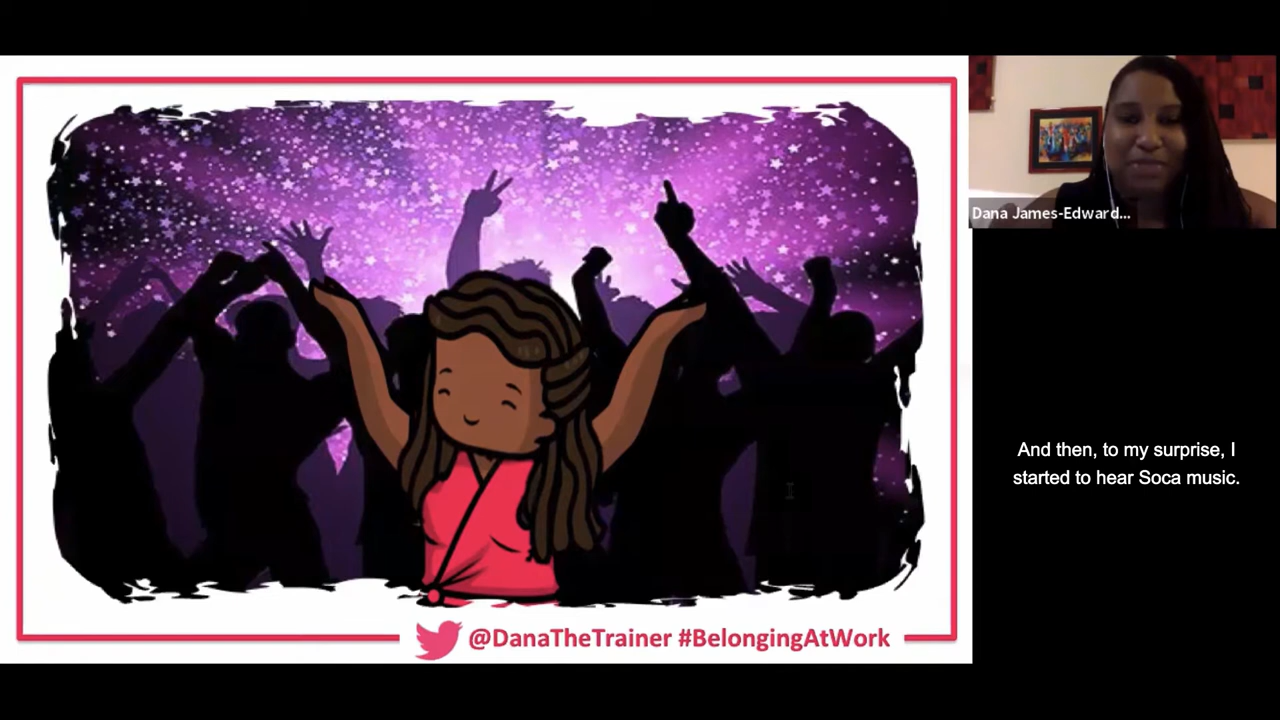 Dana James-Edward...
And then, to my surprise, I
started to hear Soca music.
@DanaTheTrainer #BelongingAtWork